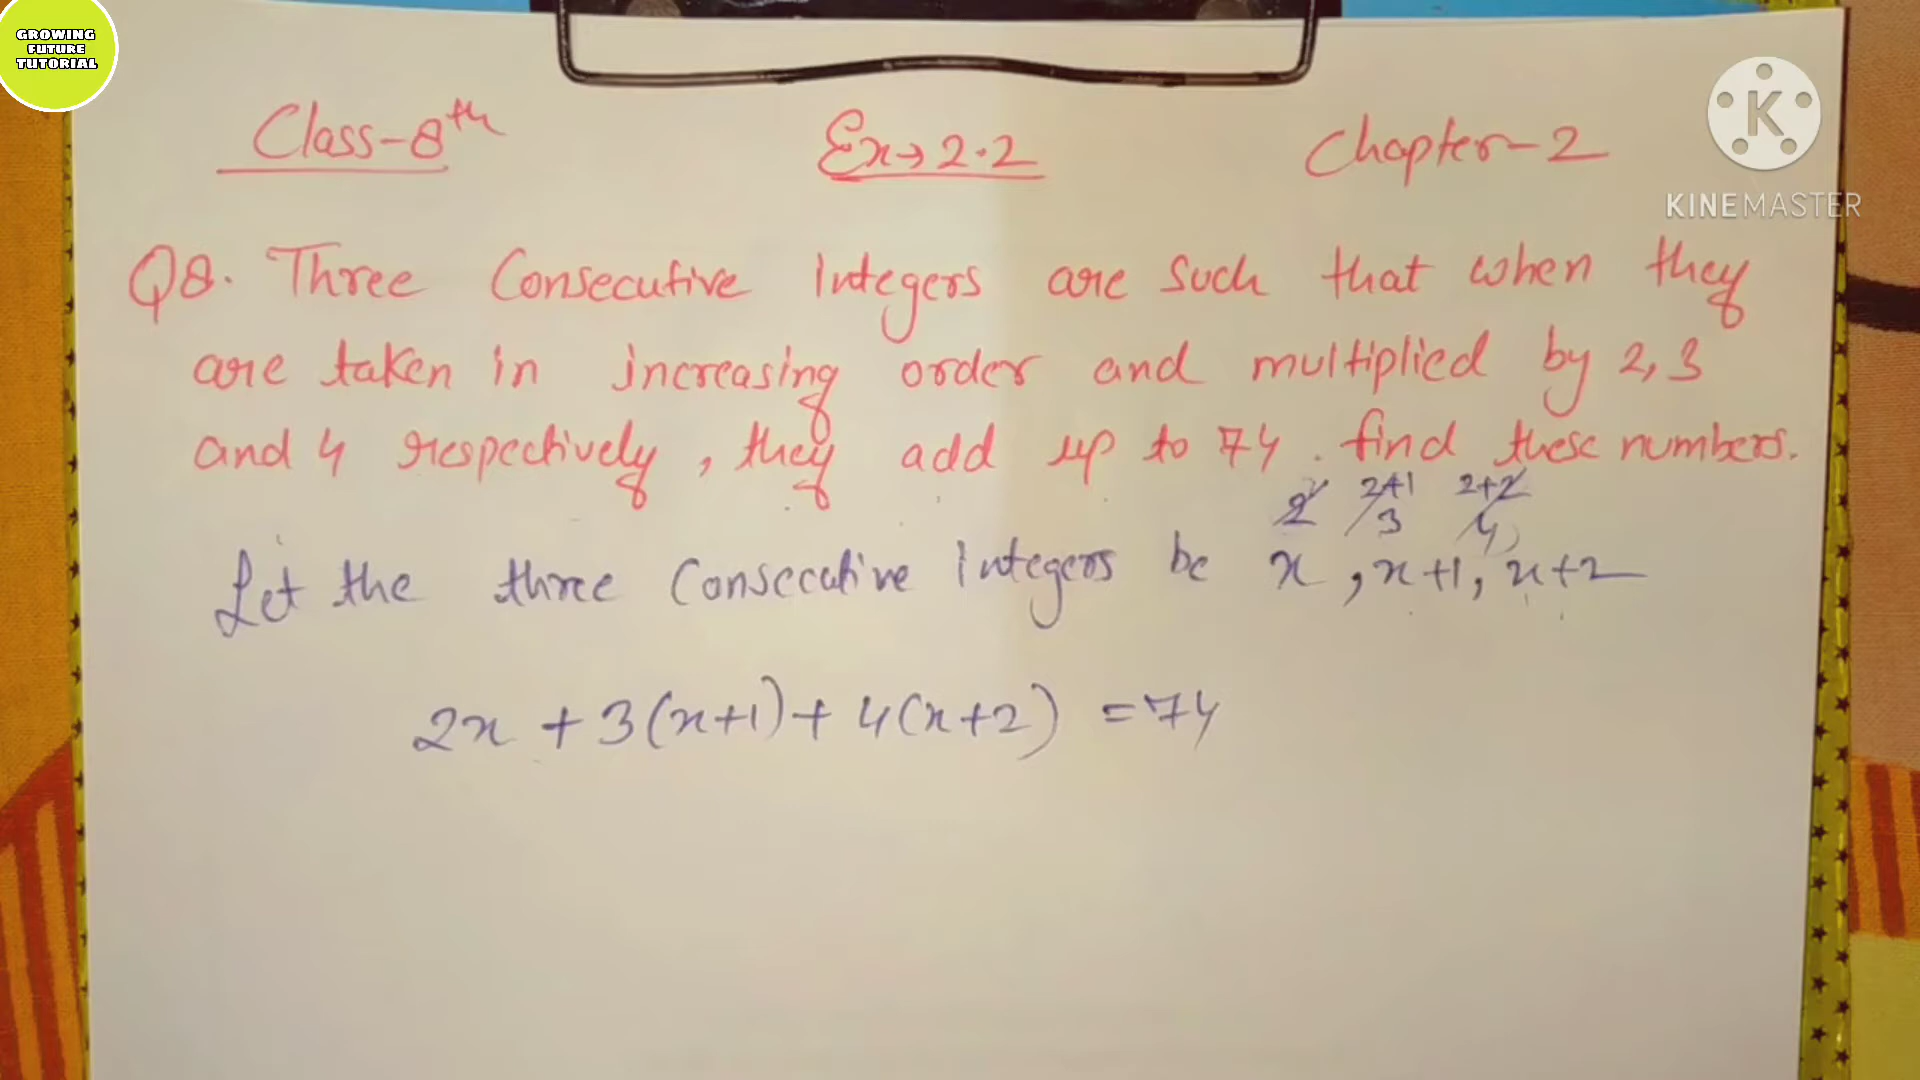 GROWING
FUTURE
TUTORIAL
K
KINEMASTER
Class-8th Ex→2.2 Chapter-2
Q8. Three Consecutive Integers are such that when they
are taken in increasing order and multiplied by 2, 3
and 4 respectively, they add up to 74. find these numbers.
2 2+1 2+2
3 4
Let the three Consecutive integers be x, x+1, x+2
2x + 3(x+1) + 4(x+2) = 74